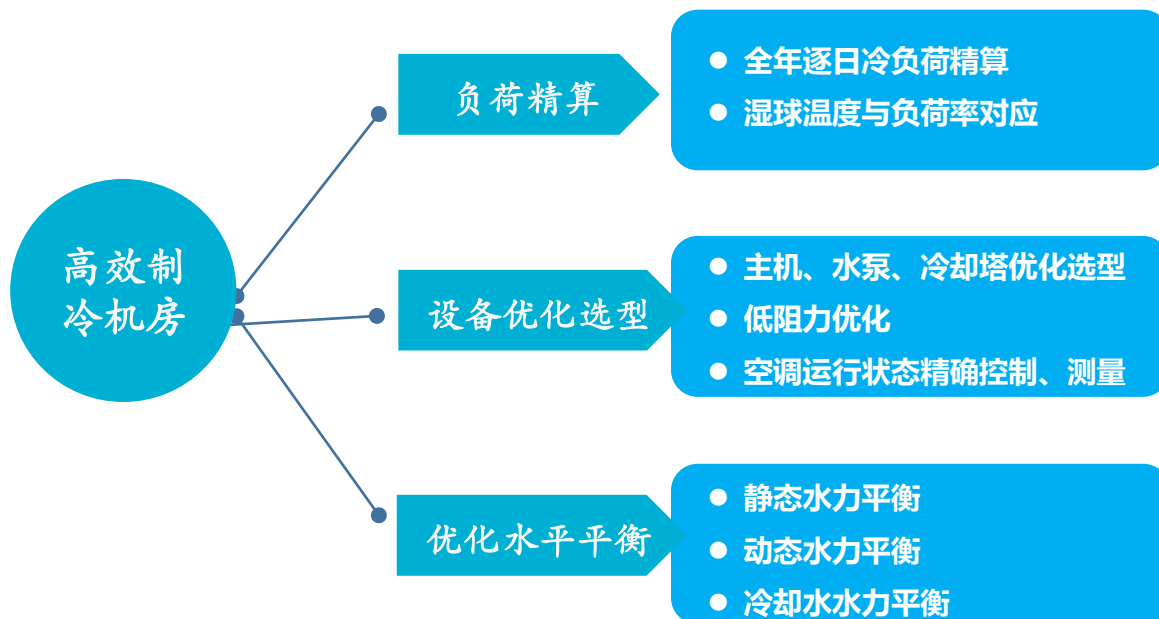 高效制
冷机房
负荷精算
全年逐日冷负荷精算
湿球温度与负荷率对应
设备优化选型
主机、水泵、冷却塔优化选型
低阻力优化
空调运行状态精确控制、测量
优化水平平衡
静态水力平衡
动态水力平衡
冷却水水力平衡